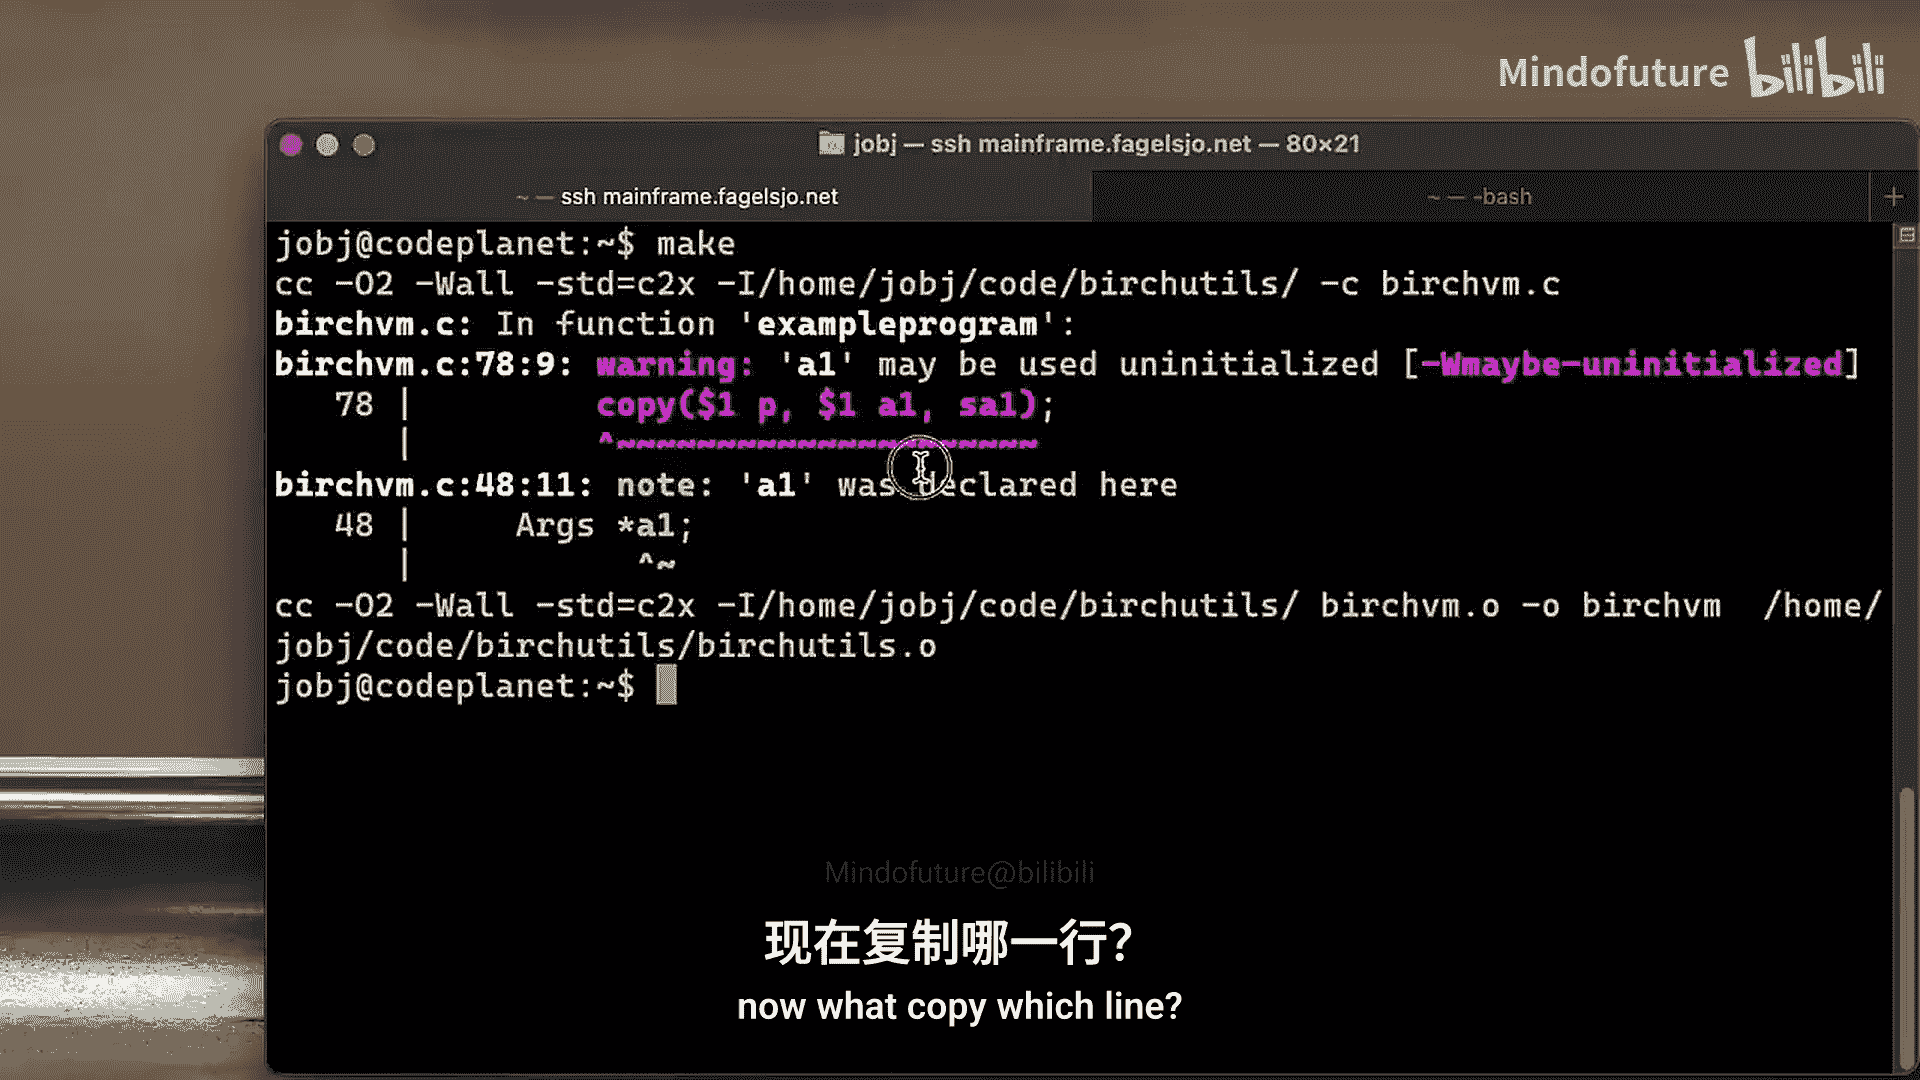 Mindofuture bilibili
jobj — ssh mainframe.fagelsjo.net — 80×21
~ — ssh mainframe.fagelsjo.net
~ — -bash
+
jobj@codeplanet:~$ make
cc -O2 -Wall -std=c2x -I/home/jobj/code/birchutils/ -c birchvm.c
birchvm.c: In function 'exampleprogram':
birchvm.c:78:9: warning: 'a1' may be used uninitialized [-Wmaybe-uninitialized]
78 | copy($1 p, $1 a1, sa1);
| ^~~~~~~~~~~~~~~~~~~~~~
birchvm.c:48:11: note: 'a1' was declared here
48 | Args *a1;
| ^~
cc -O2 -Wall -std=c2x -I/home/jobj/code/birchutils/ birchvm.o -o birchvm /home/
jobj/code/birchutils/birchutils.o
jobj@codeplanet:~$
Mindofuture@bilibili
现在复制哪一行？
now what copy which line?